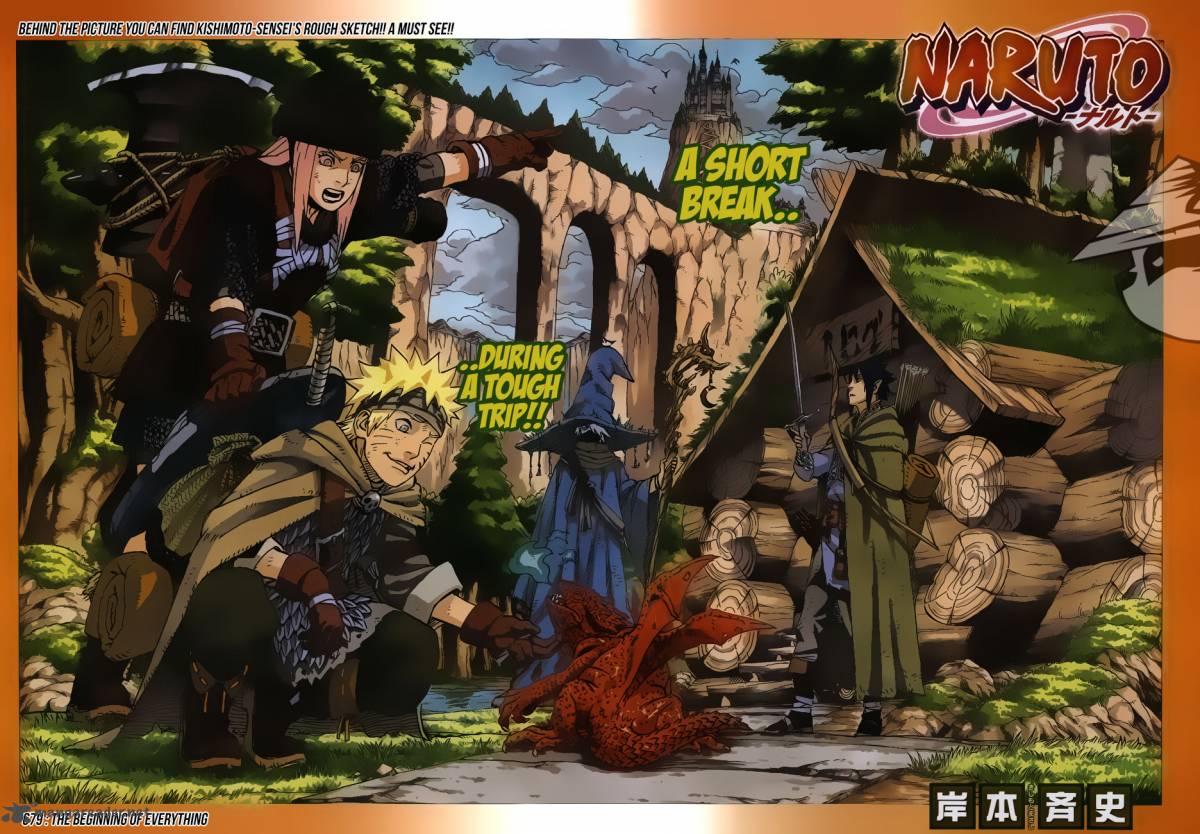 BEHIND THE PICTURE YOU CAN FIND KISHIMOTO-SENSEI'S ROUGH SKETCH!! A MUST SEE!!
NARUTO
-ナルト-
A SHORT
BREAK..
..DURING
A TOUGH
TRIP!!
岸本斉史
679 : THE BEGINNING OF EVERYTHING